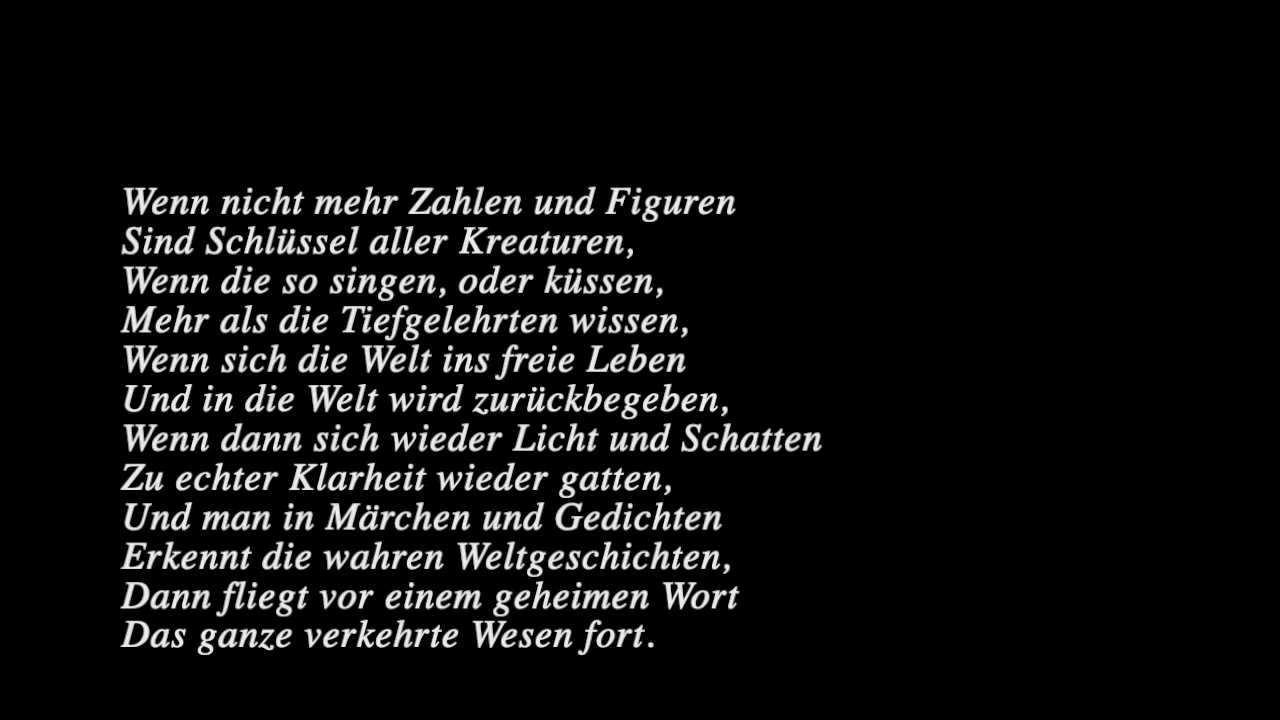 Wenn nicht mehr Zahlen und Figuren
Sind Schlüssel aller Kreaturen,
Wenn die so singen, oder küssen,
Mehr als die Tiefgelehrten wissen,
Wenn sich die Welt ins freie Leben
Und in die Welt wird zurückbegeben,
Wenn dann sich wieder Licht und Schatten
Zu echter Klarheit wieder gatten,
Und man in Märchen und Gedichten
Erkennt die wahren Weltgeschichten,
Dann fliegt vor einem geheimen Wort
Das ganze verkehrte Wesen fort.